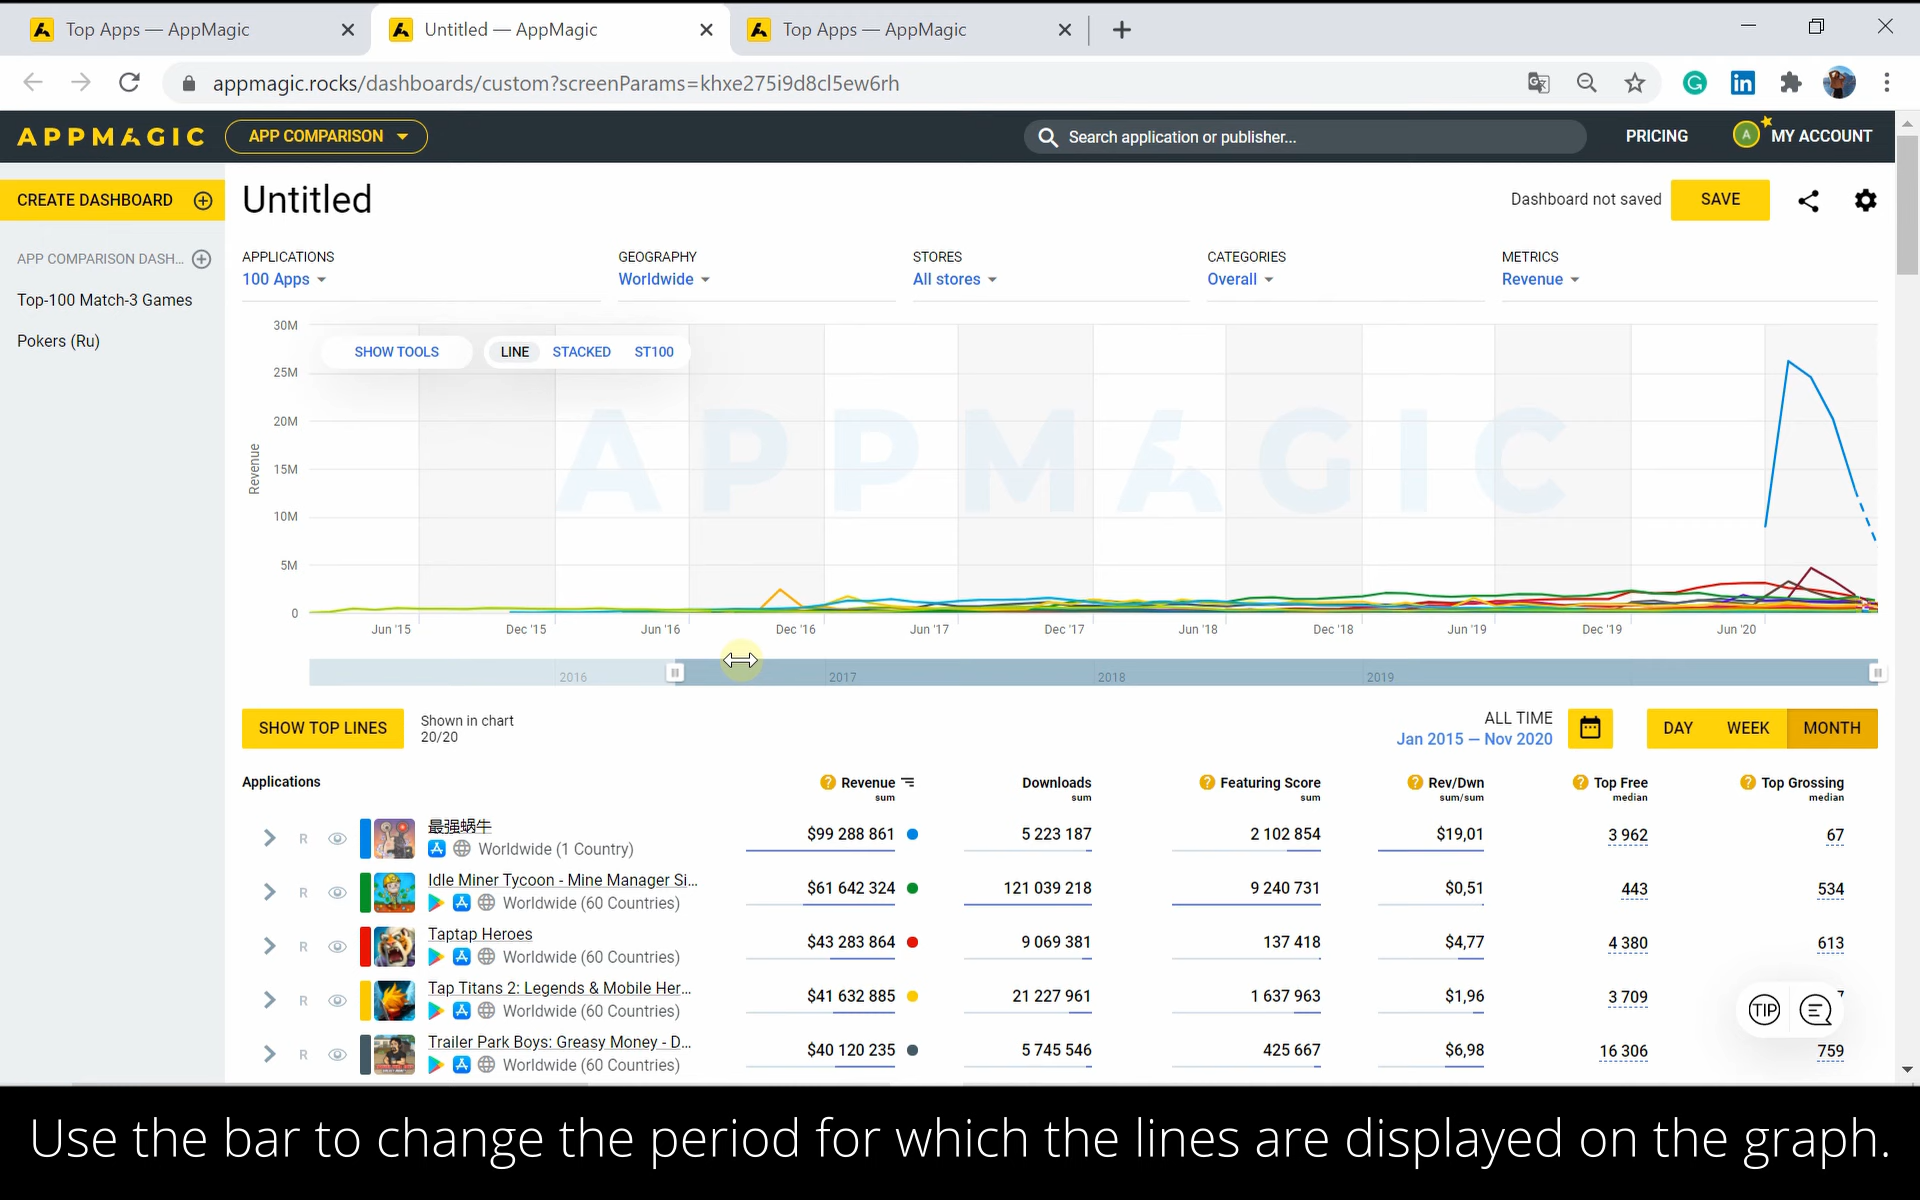 Top Apps — AppMagic
Untitled — AppMagic
Top Apps — AppMagic
appmagic.rocks/dashboards/custom?screenParams=khxe275i9d8cl5ew6rh
APPMAGIC
APP COMPARISON
Search application or publisher...
PRICING
A
MY ACCOUNT
CREATE DASHBOARD
APP COMPARISON DASH...
Top-100 Match-3 Games
Pokers (Ru)
Untitled
Dashboard not saved
SAVE
APPLICATIONS
100 Apps
GEOGRAPHY
Worldwide
STORES
All stores
CATEGORIES
Overall
METRICS
Revenue
SHOW TOOLS
LINE STACKED ST100
APPMAGIC
Revenue
30M
25M
20M
15M
10M
5M
0
Jun '15 Dec '15 Jun '16 Dec '16 Jun '17 Dec '17 Jun '18 Dec '18 Jun '19 Dec '19 Jun '20
2016 2017 2018 2019
SHOW TOP LINES
Shown in chart
20/20
ALL TIME
Jan 2015 — Nov 2020
DAY WEEK MONTH
Applications
? Revenue
sum
Downloads
sum
? Featuring Score
sum
? Rev/Dwn
sum/sum
? Top Free
median
? Top Grossing
median
R 最强蜗牛 $99 288 861 5 223 187 2 102 854 $19,01 3 962 67
Worldwide (1 Country)
R Idle Miner Tycoon - Mine Manager Si... $61 642 324 121 039 218 9 240 731 $0,51 443 534
Worldwide (60 Countries)
R Taptap Heroes $43 283 864 9 069 381 137 418 $4,77 4 380 613
Worldwide (60 Countries)
R Tap Titans 2: Legends & Mobile Her... $41 632 885 21 227 961 1 637 963 $1,96 3 709 7
Worldwide (60 Countries)
R Trailer Park Boys: Greasy Money - D... $40 120 235 5 745 546 425 667 $6,98 16 306 759
Worldwide (60 Countries)
TIP
Use the bar to change the period for which the lines are displayed on the graph.